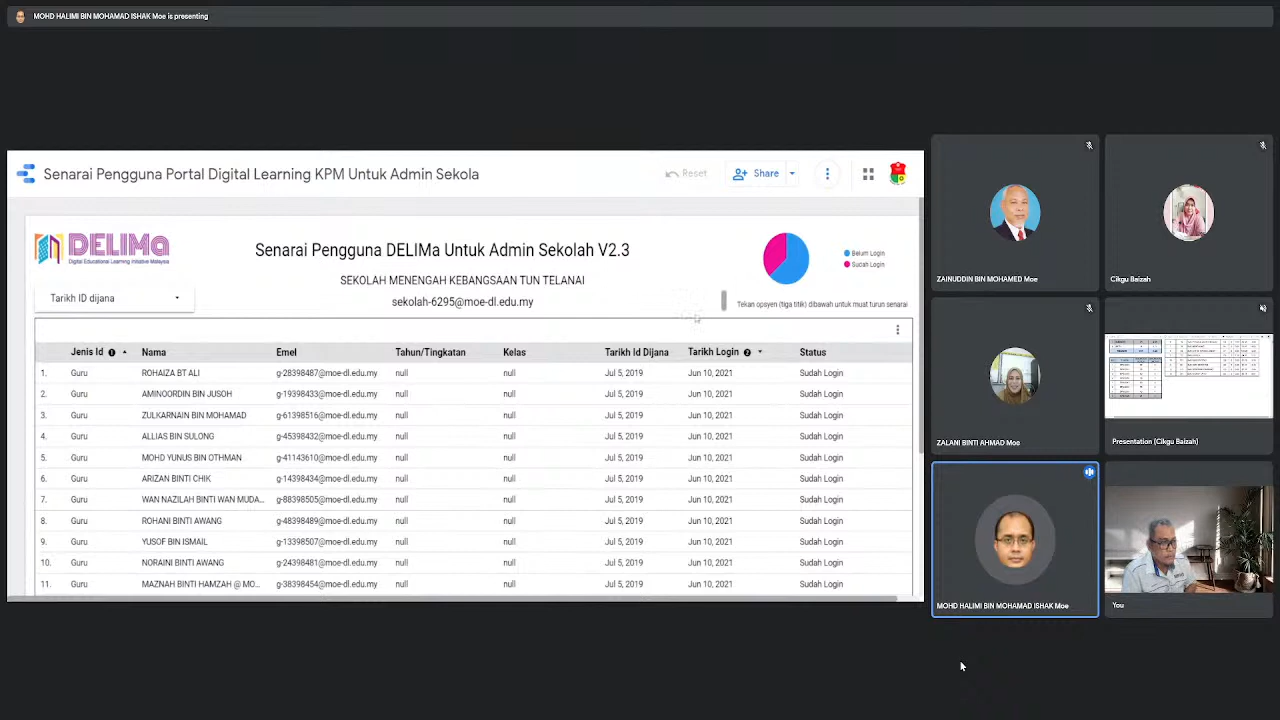 MOHD HALIMI BIN MOHAMAD ISHAK Moe is presenting
Senarai Pengguna Portal Digital Learning KPM Untuk Admin Sekola
Reset
Share
DELIMa
Digital Educational Learning Initiative Malaysia
Senarai Pengguna DELIMa Untuk Admin Sekolah V2.3
SEKOLAH MENENGAH KEBANGSAAN TUN TELANAI
sekolah-6295@moe-dl.edu.my
Belum Login
Sudah Login
Tarikh ID dijana
Tekan opsyen (tiga titik) dibawah untuk muat turun senarai
Jenis Id Nama Emel Tahun/Tingkatan Kelas Tarikh Id Dijana Tarikh Login Status
1. Guru ROHAIZA BT ALI g-28398487@moe-dl.edu.my null null Jul 5, 2019 Jun 10, 2021 Sudah Login
2. Guru AMINOORDIN BIN JUSOH g-19398433@moe-dl.edu.my null null Jul 5, 2019 Jun 10, 2021 Sudah Login
3. Guru ZULKARNAIN BIN MOHAMAD g-61398516@moe-dl.edu.my null null Jul 5, 2019 Jun 10, 2021 Sudah Login
4. Guru ALLIAS BIN SULONG g-45398432@moe-dl.edu.my null null Jul 5, 2019 Jun 10, 2021 Sudah Login
5. Guru MOHD YUNUS BIN OTHMAN g-41143610@moe-dl.edu.my null null Jul 5, 2019 Jun 10, 2021 Sudah Login
6. Guru ARIZAN BINTI CHIK g-14398434@moe-dl.edu.my null null Jul 5, 2019 Jun 10, 2021 Sudah Login
7. Guru WAN NAZILAH BINTI WAN MUDA... g-88398505@moe-dl.edu.my null null Jul 5, 2019 Jun 10, 2021 Sudah Login
8. Guru ROHANI BINTI AWANG g-48398489@moe-dl.edu.my null null Jul 5, 2019 Jun 10, 2021 Sudah Login
9. Guru YUSOF BIN ISMAIL g-13398507@moe-dl.edu.my null null Jul 5, 2019 Jun 10, 2021 Sudah Login
10. Guru NORAINI BINTI AWANG g-24398481@moe-dl.edu.my null null Jul 5, 2019 Jun 10, 2021 Sudah Login
11. Guru MAZNAH BINTI HAMZAH @ MO... g-38398454@moe-dl.edu.my null null Jul 5, 2019 Jun 10, 2021 Sudah Login
ZAINUDDIN BIN MOHAMED Moe
Cikgu Baizah
ZALANI BINTI AHMAD Moe
Presentation (Cikgu Baizah)
MOHD HALIMI BIN MOHAMAD ISHAK Moe
You